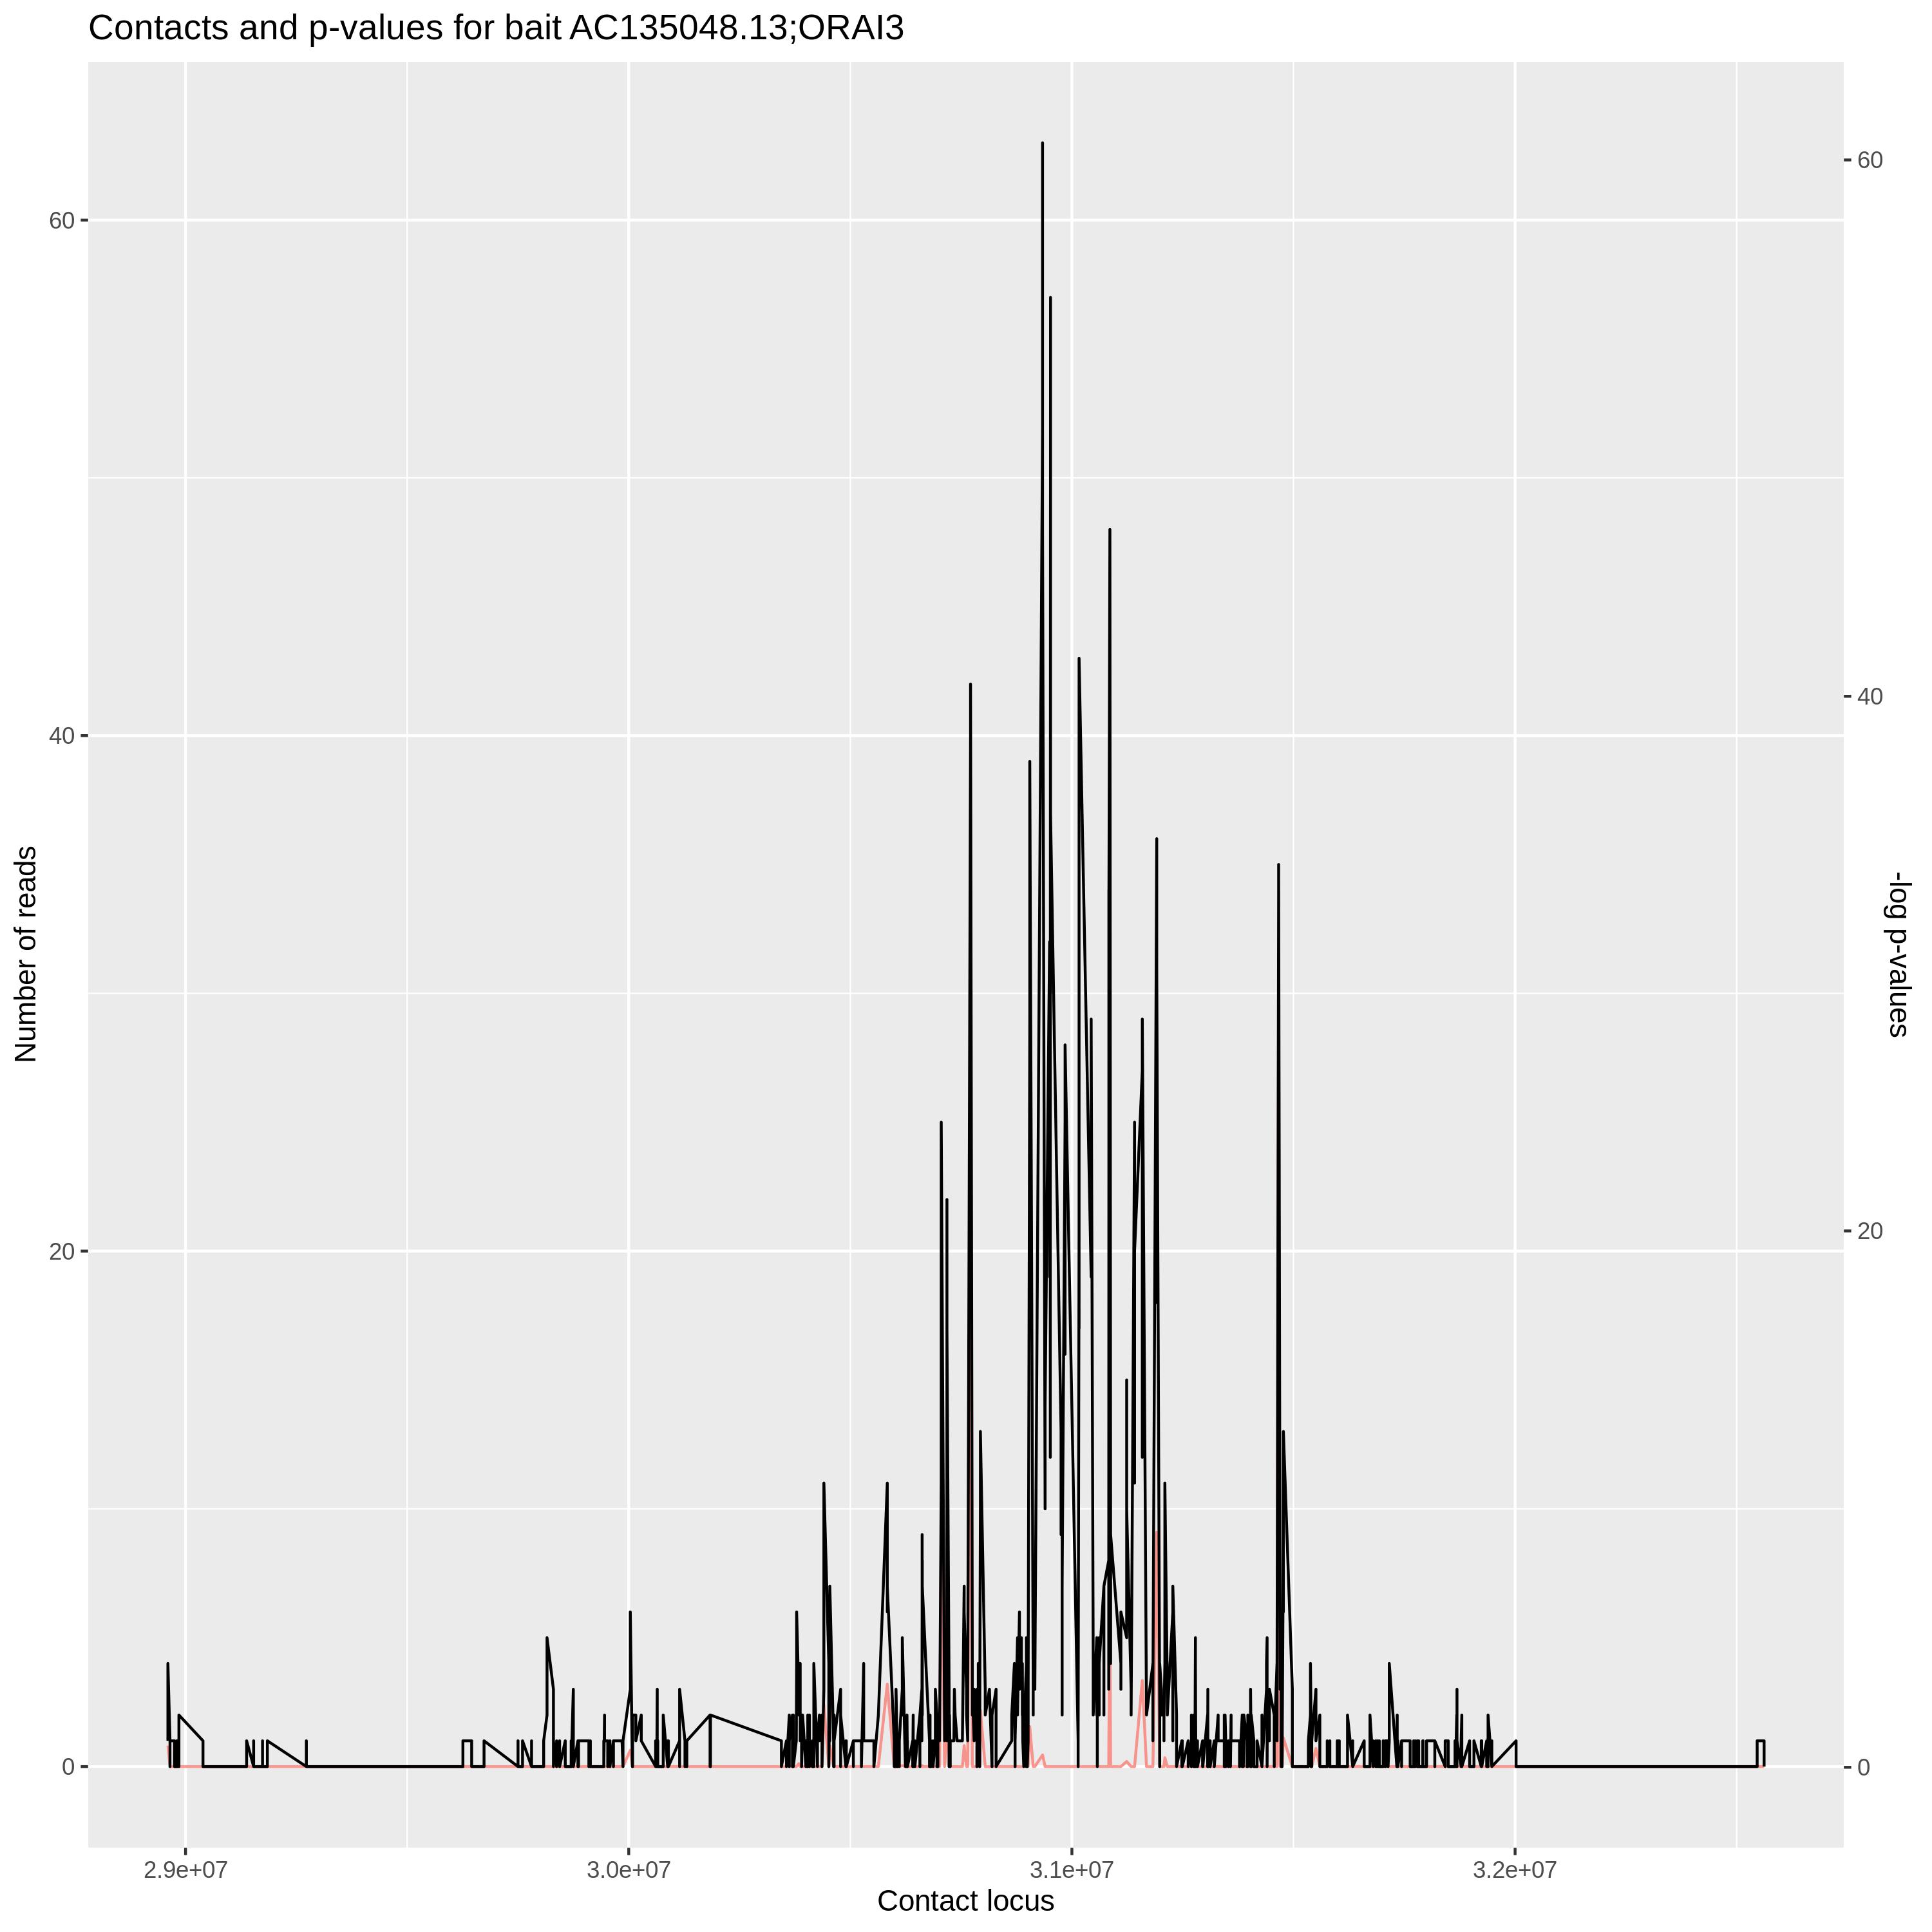 Contacts and p-values for bait AC135048.13;ORAI3
60
40
20
0
Number of reads
60
40
20
0
-log p-values
2.9e+07
3.0e+07
3.1e+07
3.2e+07
Contact locus